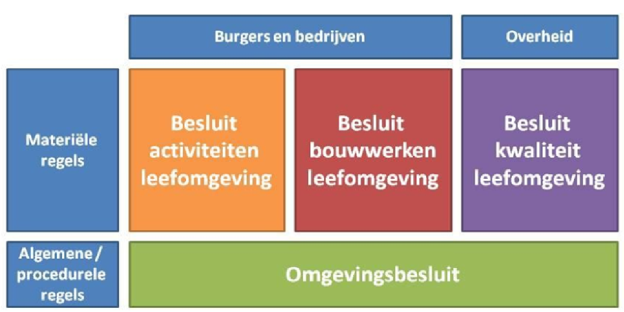 Burgers en bedrijven
Overheid
Materiële
regels
Besluit
activiteiten
leefomgeving
Besluit
bouwwerken
leefomgeving
Besluit
kwaliteit
leefomgeving
Algemene /
procedurele
regels
Omgevingsbesluit